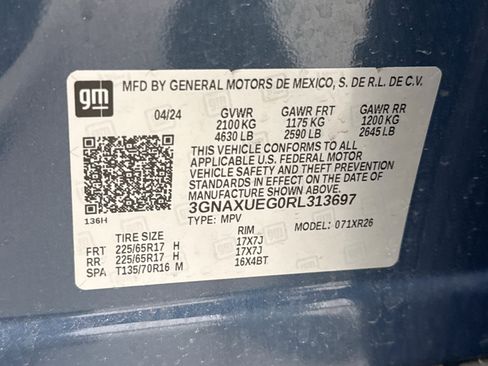 gm
MFD BY GENERAL MOTORS DE MEXICO, S. DE R.L. DE C.V.
04/24 GVWR GAWR FRT GAWR RR
2100 KG 1175 KG 1200 KG
4630 LB 2590 LB 2645 LB
THIS VEHICLE CONFORMS TO ALL
APPLICABLE U.S. FEDERAL MOTOR
VEHICLE SAFETY AND THEFT PREVENTION
STANDARDS IN EFFECT ON THE DATE
OF MANUFACTURE SHOWN ABOVE.
3GNAXUEG0RL313697
136H
TYPE: MPV MODEL: 071XR26
TIRE SIZE RIM
FRT 225/65R17 H 17X7J
RR 225/65R17 H 17X7J
SPA T135/70R16 M 16X4BT